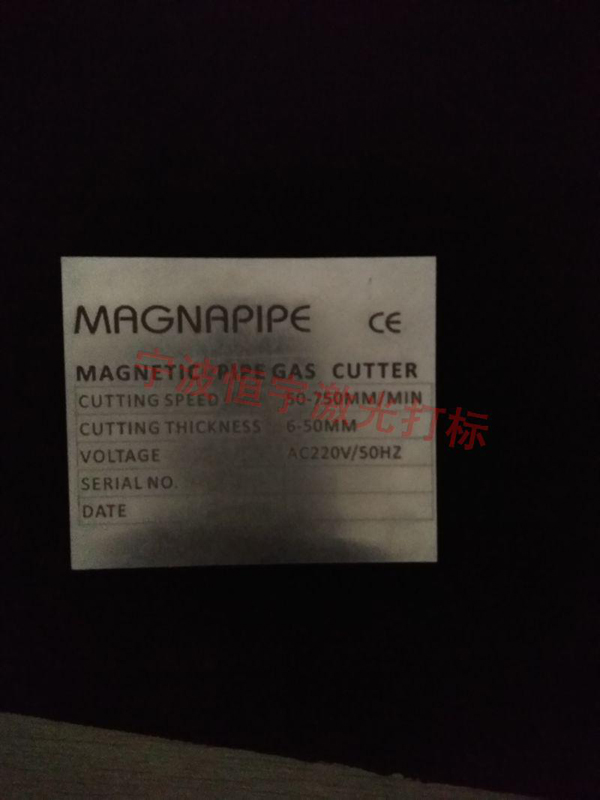 MAGNAPIPE CE
MAGNETIC PIPE GAS CUTTER
CUTTING SPEED 50-750MM/MIN
CUTTING THICKNESS 6-50MM
VOLTAGE AC220V/50HZ
SERIAL NO.
DATE
宁波恒宇激光打标